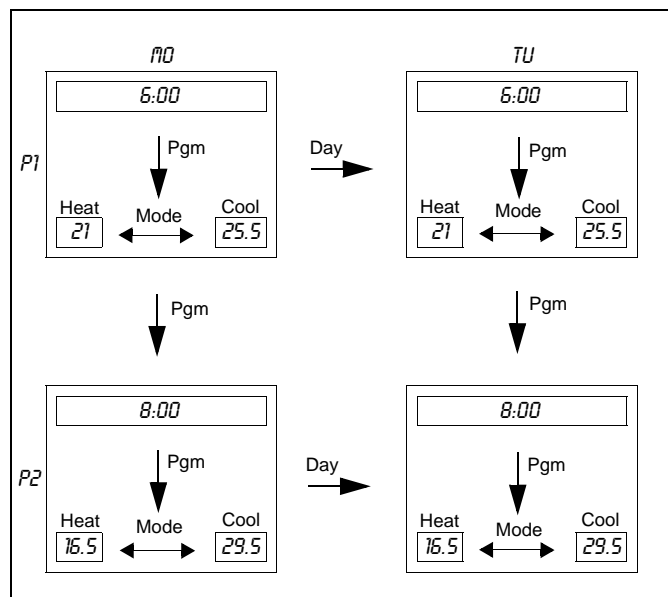 MO TU
6:00 6:00
P1 Pgm Day Pgm
Heat Mode Cool Heat Mode Cool
21 25.5 21 25.5
Pgm Pgm
8:00 8:00
P2 Pgm Day Pgm
Heat Mode Cool Heat Mode Cool
16.5 29.5 16.5 29.5